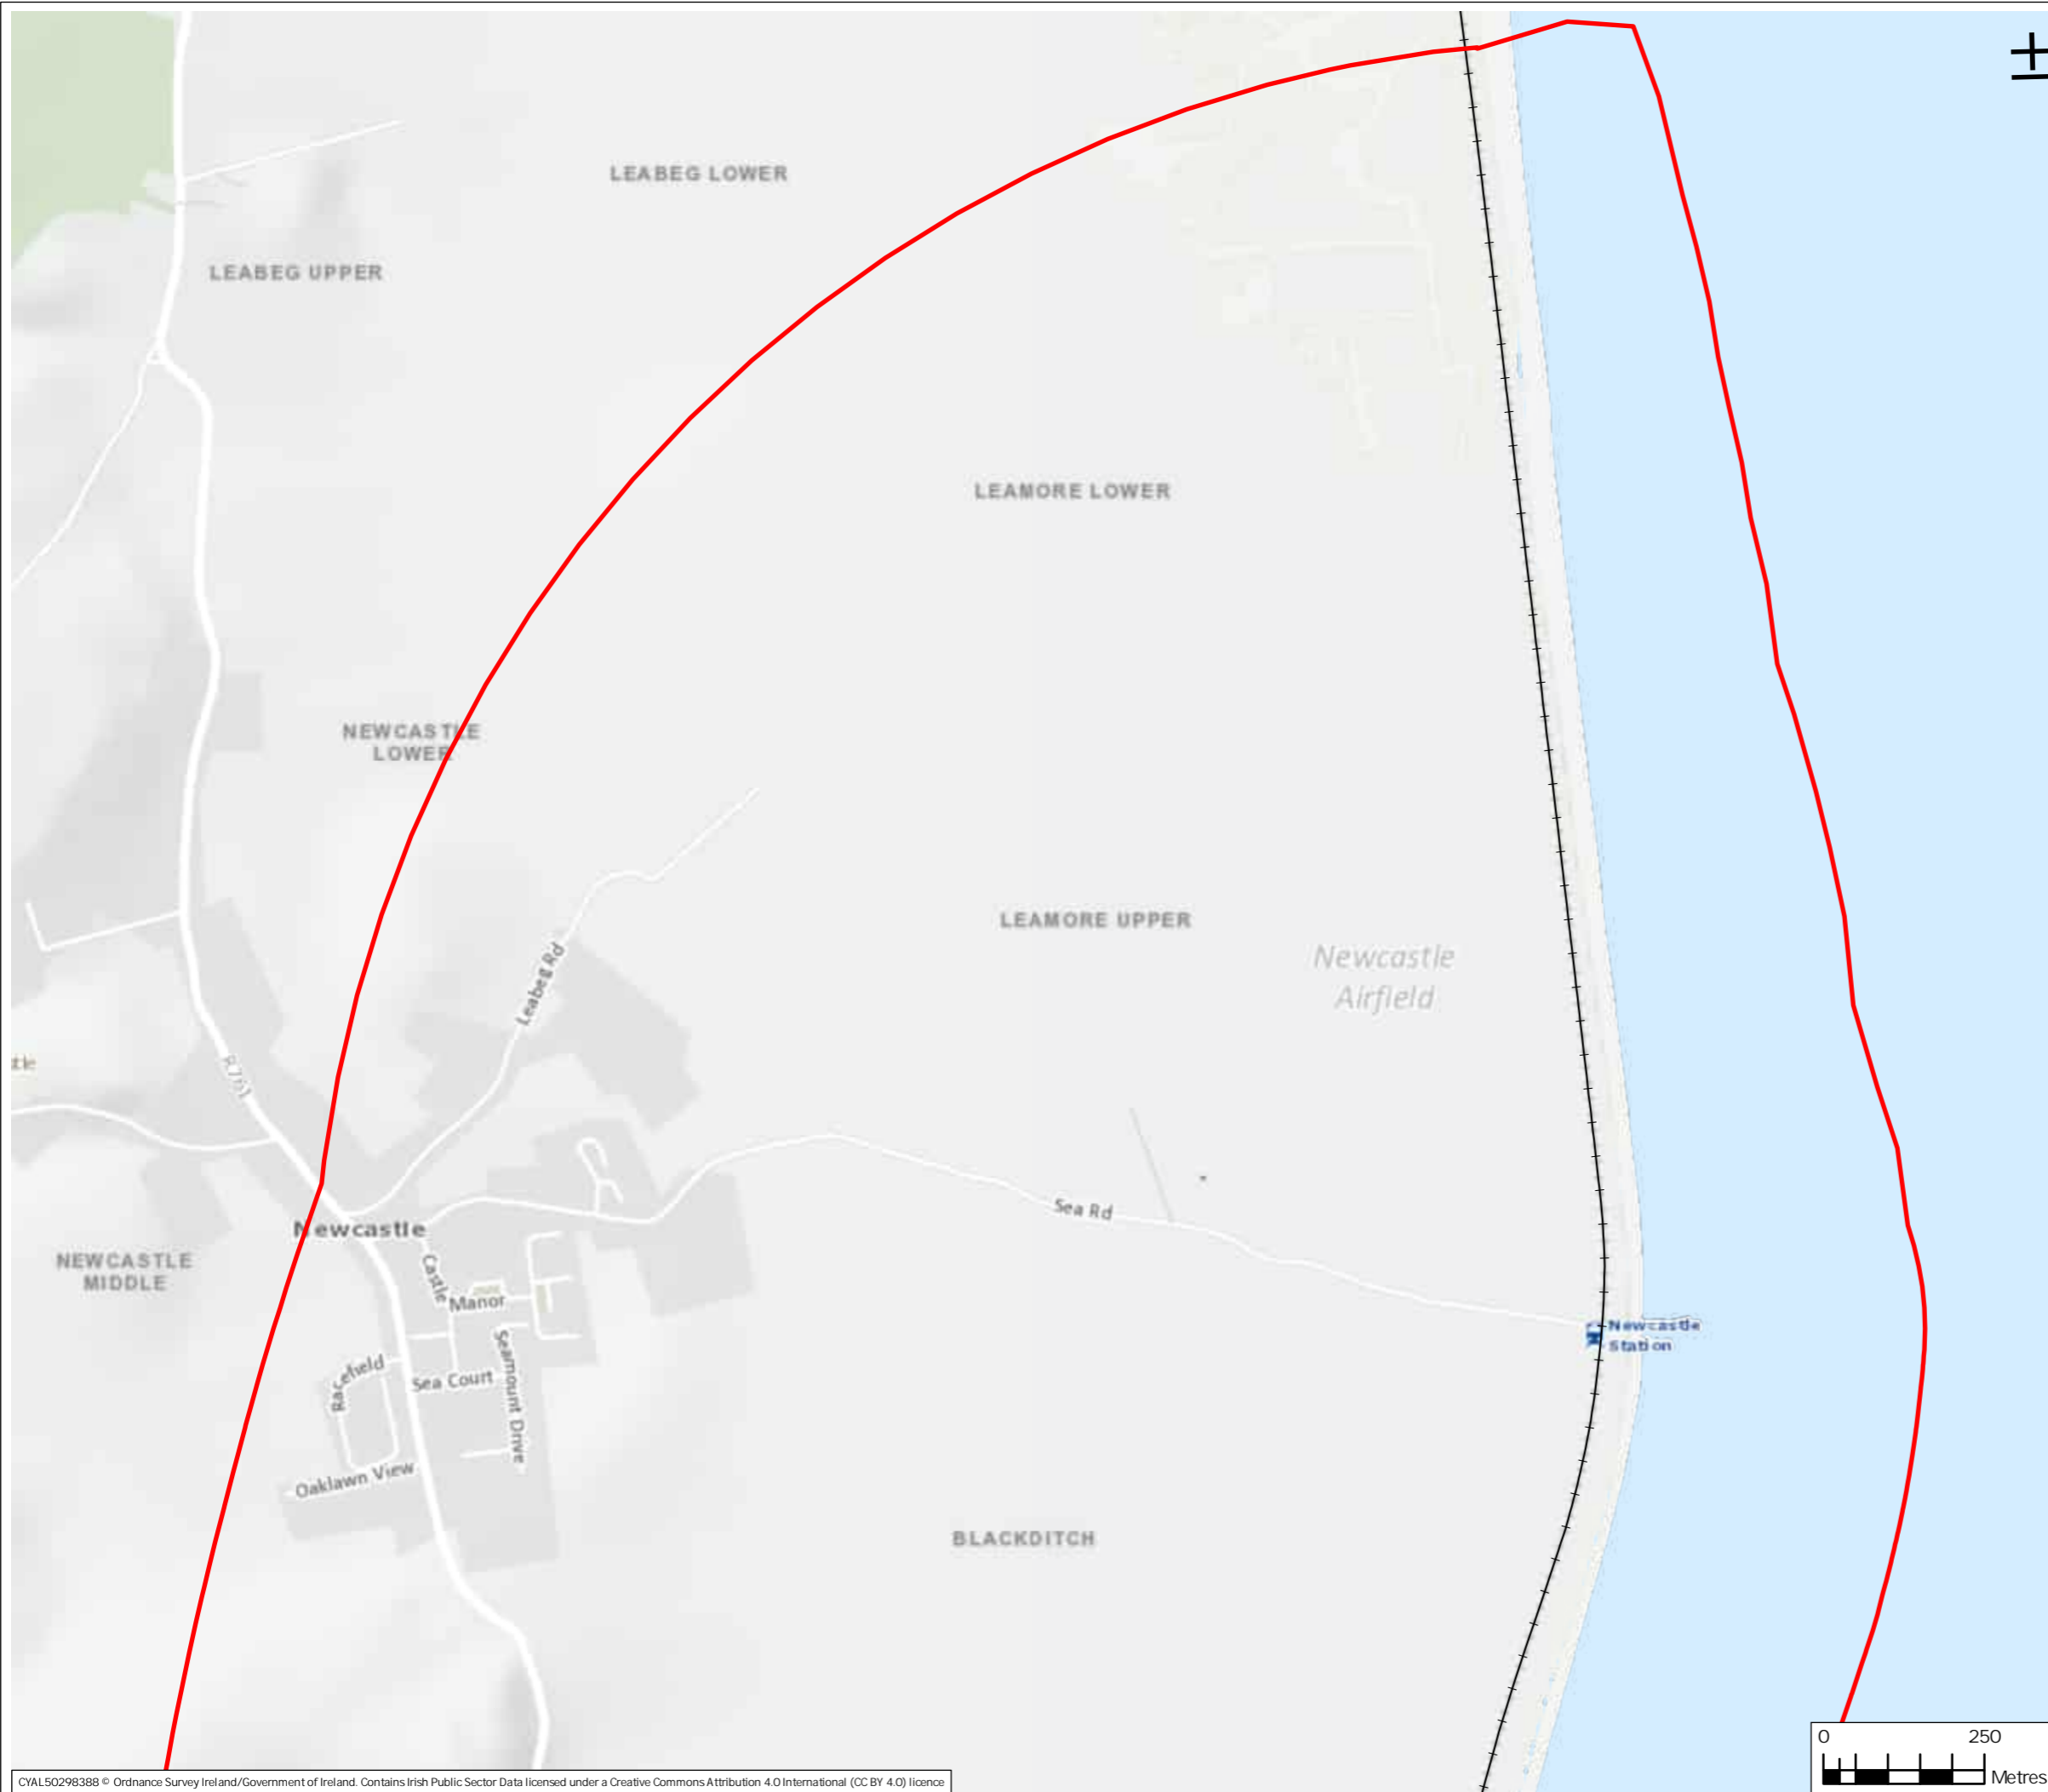 LEABEG LOWER
LEABEG UPPER
LEAMORE LOWER
NEWCASTLE
LOWER
LEAMORE UPPER
Newcastle
Airfield
Leabeg Rd
tle
R761
Sea Rd
Newcastle
NEWCASTLE
MIDDLE
Castle
Manor
Newcastle
Station
Seamount Drive
Racefield
Sea Court
Oaklawn View
BLACKDITCH
0 250
Metres
CYAL50298388 © Ordnance Survey Ireland/Government of Ireland. Contains Irish Public Sector Data licensed under a Creative Commons Attribution 4.0 International (CC BY 4.0) licence